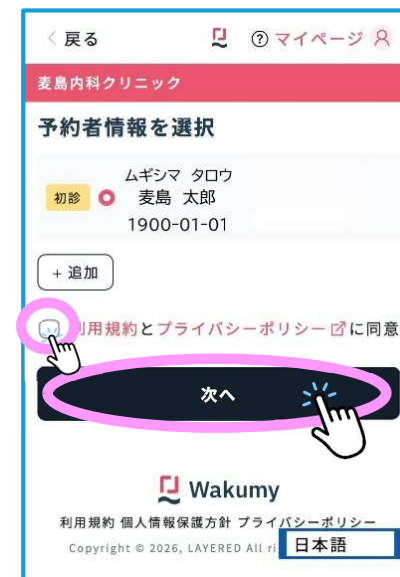 < 戻る ? マイページ
麦島内科クリニック
予約者情報を選択
ムギシマ タロウ
初診 麦島 太郎
1900-01-01
+ 追加
利用規約とプライバシーポリシーに同意
次へ
Wakumy
利用規約 個人情報保護方針 プライバシーポリシー
Copyright © 2026, LAYERED All ri
日本語